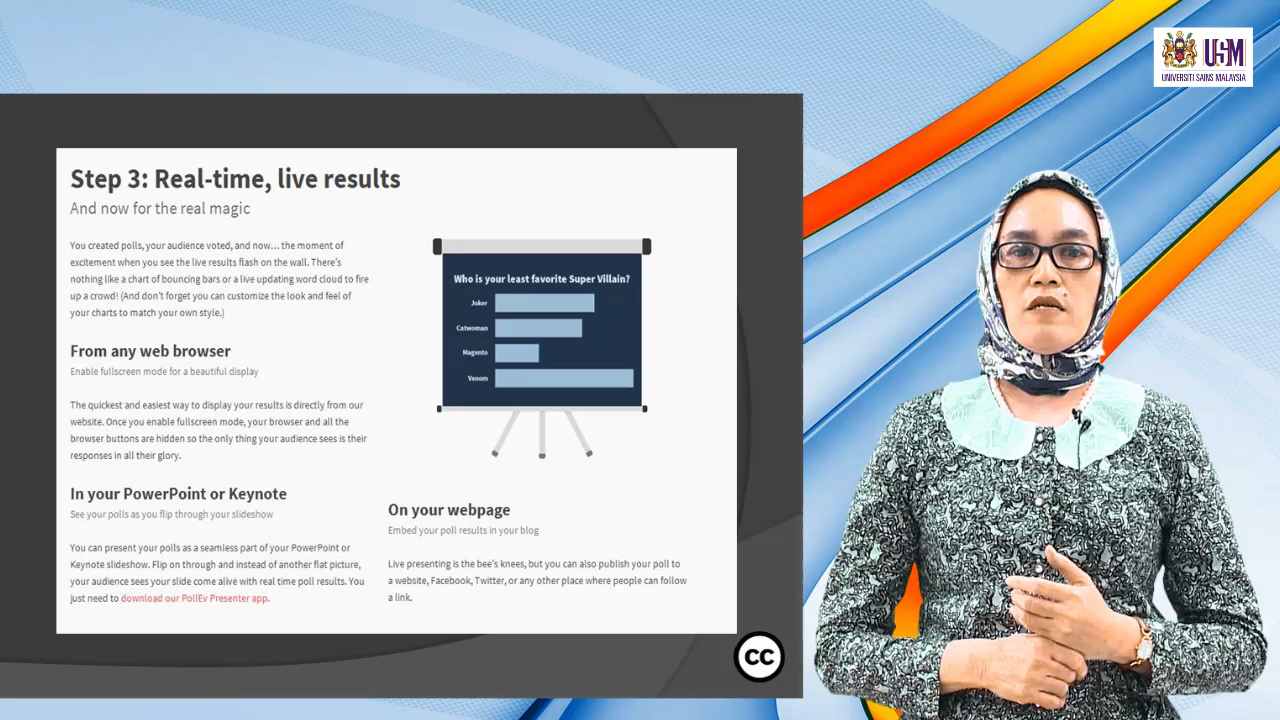 USM
UNIVERSITI SAINS MALAYSIA
Step 3: Real-time, live results
And now for the real magic
You created polls, your audience voted, and now... the moment of
excitement when you see the live results flash on the wall. There's
nothing like a chart of bouncing bars or a live updating word cloud to fire
up a crowd! (And don't forget you can customize the look and feel of
your charts to match your own style.)
From any web browser
Enable fullscreen mode for a beautiful display
The quickest and easiest way to display your results is directly from our
website. Once you enable fullscreen mode, your browser and all the
browser buttons are hidden so the only thing your audience sees is their
responses in all their glory.
In your PowerPoint or Keynote
See your polls as you flip through your slideshow
You can present your polls as a seamless part of your PowerPoint or
Keynote slideshow. Flip on through and instead of another flat picture,
your audience sees your slide come alive with real time poll results. You
just need to download our PollEv Presenter app.
Who is your least favorite Super Villain?
Joker
Catwoman
Magento
Venom
On your webpage
Embed your poll results in your blog
Live presenting is the bee's knees, but you can also publish your poll to
a website, Facebook, Twitter, or any other place where people can follow
a link.
CC